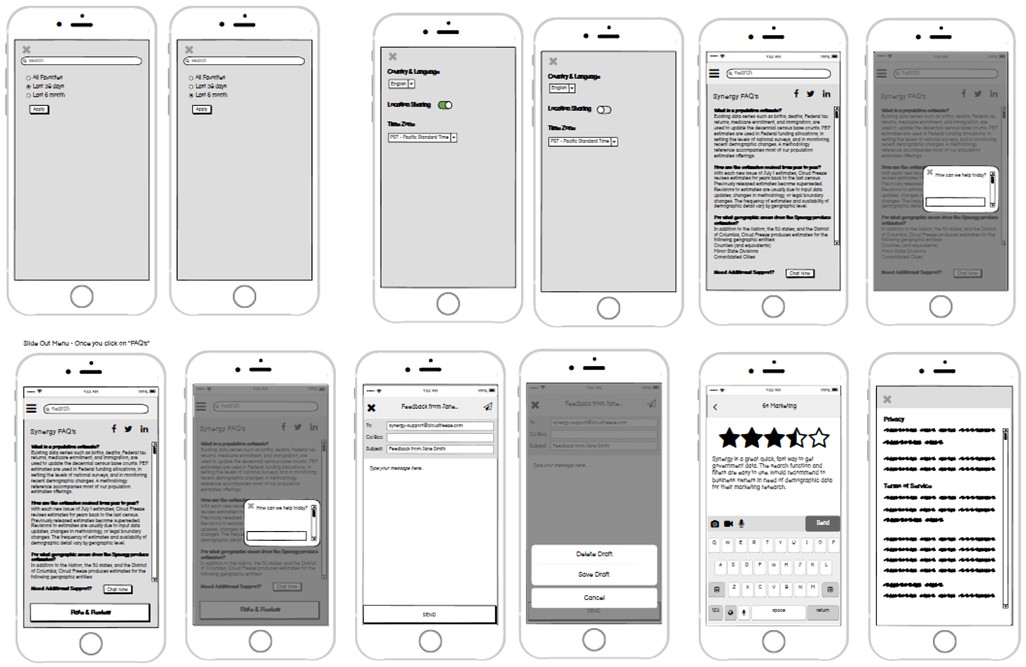 Search
All Favorites
Last 30 days
Last 6 month
Apply
Search
All Favorites
Last 30 days
Last 6 month
Apply
Country & Language
English
Location Sharing
Time Zone
PST - Pacific Standard Time
Country & Language
English
Location Sharing
Time Zone
PST - Pacific Standard Time
Search
Synergy FAQ's
What is a population estimate?
Existing data series such as births, deaths, Federal tax
returns, medicare enrollment, and immigration, are
used to update the decennial census base counts. PEP
estimates are used in Federal funding allocations, in
setting the levels of national surveys, and in monitoring
recent demographic changes. A methodology
reference accompanies most of our population
estimates offerings.
How are the estimates revised from year to year?
With each new issue of July 1 estimates, Cloud Freeze
revises estimates for years back to the last census.
Previously released estimates become superseded.
Revisions to estimates are usually due to input data
updates, changes in methodology, or legal boundary
changes. The frequency of estimates and availability of
demographic detail vary by geographic level.
For what geographic areas does the Synergy produce
estimates?
In addition to the Nation, the 50 states, and the District
of Columbia, Cloud Freeze produces estimates for the
following geographic entities:
Counties (and equivalents)
Minor State Divisions
Consolidated Cities
Need Additional Support?
Chat Now
Search
Synergy FAQ's
How can we help today?
Need Additional Support?
Chat Now
Slide Out Menu - Once you click on "FAQ's"
Search
Synergy FAQ's
What is a population estimate?
Existing data series such as births, deaths, Federal tax
returns, medicare enrollment, and immigration, are
used to update the decennial census base counts. PEP
estimates are used in Federal funding allocations, in
setting the levels of national surveys, and in monitoring
recent demographic changes. A methodology
reference accompanies most of our population
estimates offerings.
How are the estimates revised from year to year?
With each new issue of July 1 estimates, Cloud Freeze
revises estimates for years back to the last census.
Previously released estimates become superseded.
Revisions to estimates are usually due to input data
updates, changes in methodology, or legal boundary
changes. The frequency of estimates and availability of
demographic detail vary by geographic level.
For what geographic areas does the Synergy produce
estimates?
In addition to the Nation, the 50 states, and the District
of Columbia, Cloud Freeze produces estimates for the
following geographic entities:
Need Additional Support?
Chat Now
Rate & Review
Search
Synergy FAQ's
How can we help today?
Need Additional Support?
Chat Now
Rate & Review
Feedback from Jane...
To: synergy-support@cloudfreeze.com
Cc/Bcc:
Subject: Feedback from Jane Smith
Type your message here..
SEND
Feedback from Jane...
To: synergy-support@cloudfreeze.com
Cc/Bcc:
Subject: Feedback from Jane Smith
Type your message here..
Delete Draft
Save Draft
Cancel
SEND
Marketing
Synergy is a great quick, fast way to get
government data. The search function and
filters are easy to use. Would recommend to
business owners in need of demographic data
for their marketing research.
Send
Q W E R T Y U I O P
A S D F G H J K L
Z X C V B N M
123 space return
Privacy
Terms of Service